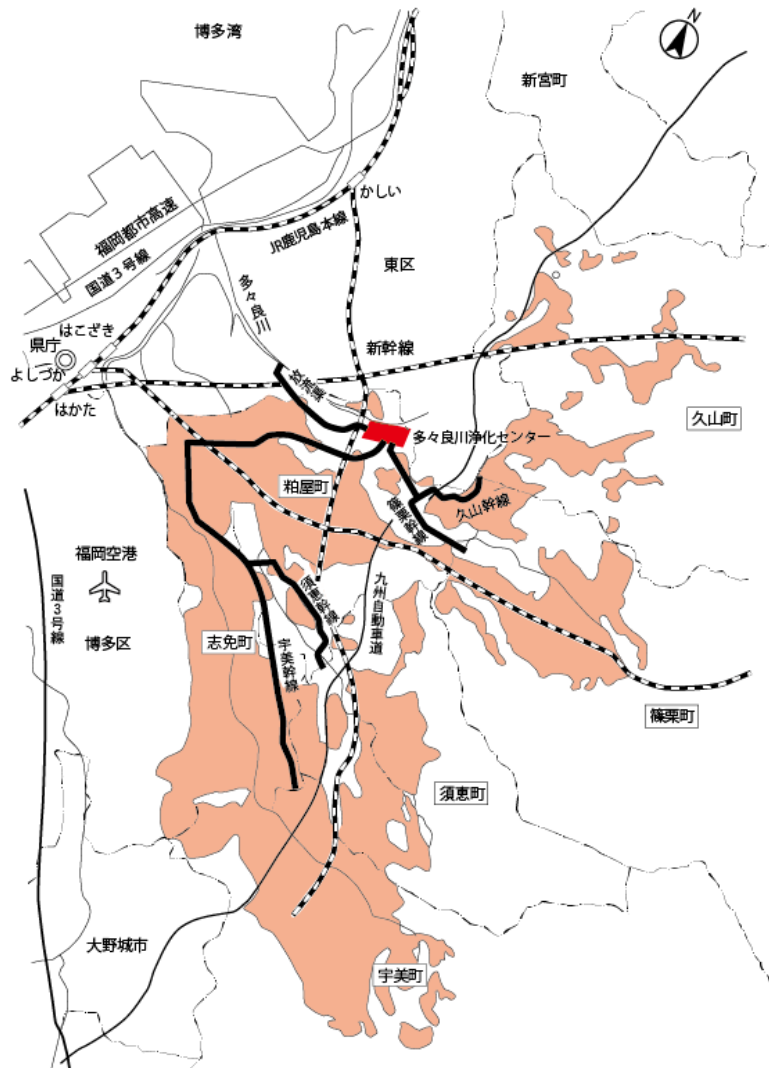 N
博多湾
新宮町
かしい
福岡都市高速
JR鹿児島本線
国道3号線
東区
多々良川
はこざき
県庁
よしづか
はかた
新幹線
放流渠
久山町
多々良川浄化センター
粕屋町
篠栗幹線
久山幹線
福岡空港
国道3号線
須恵幹線
九州自動車道
博多区
志免町
宇美幹線
篠栗町
須恵町
大野城市
宇美町